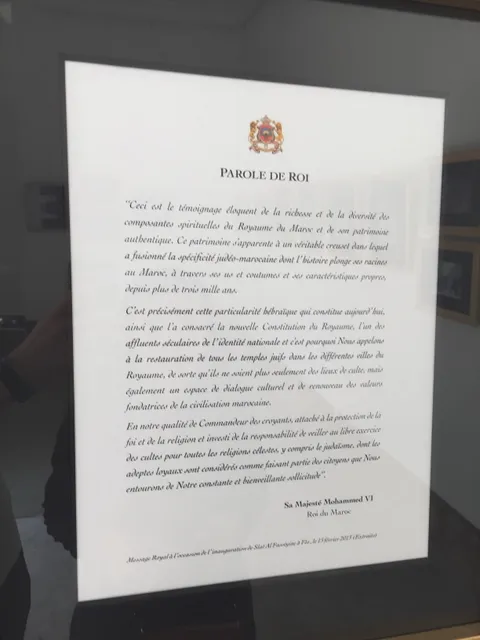 PAROLE DE ROI
"Ceci est le témoignage éloquent de la richesse et de la diversité des
composantes spirituelles du Royaume du Maroc et de son patrimoine
authentique. Ce patrimoine s'apparente à un véritable creuset dans lequel
a fusionné la spécificité judéo-marocaine dont l'histoire plonge ses racines
au Maroc, à travers ses us et coutumes et ses caractéristiques propres,
depuis plus de trois mille ans.
C'est précisément cette particularité hébraïque qui constitue aujourd'hui,
ainsi que l'a consacré la nouvelle Constitution du Royaume, l'un des
affluents séculaires de l'identité nationale et c'est pourquoi Nous appelons
à la restauration de tous les temples juifs dans les différentes villes du
Royaume, de sorte qu'ils ne soient plus seulement des lieux de culte, mais
également un espace de dialogue culturel et de renouveau des valeurs
fondatrices de la civilisation marocaine.
En notre qualité de Commandeur des croyants, attaché à la protection de la
foi et de la religion et investi de la responsabilité de veiller au libre exercice
des cultes pour toutes les religions célestes, y compris le judaïsme, dont les
adeptes loyaux sont considérés comme faisant partie des citoyens que Nous
entourons de Notre constante et bienveillante sollicitude".
Sa Majesté Mohammed VI
Roi du Maroc
Message Royal à l'occasion de l'inauguration de Slat Al Fassiyine à Fès, le 13 février 2013 (Extraits)